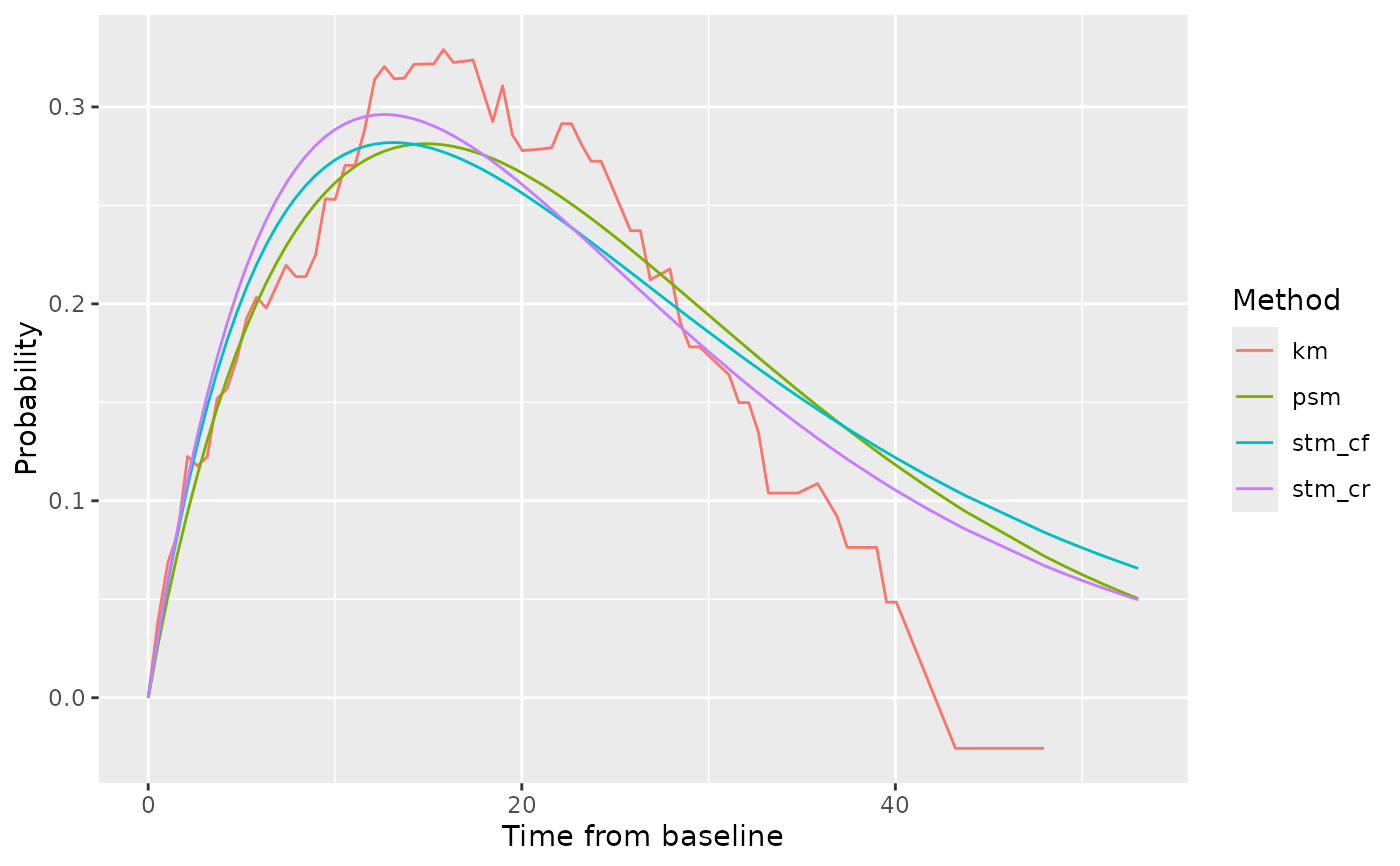 Probability
0.3
0.2
0.1
0.0
0
20
40
Time from baseline
Method
km
psm
stm_cf
stm_cr